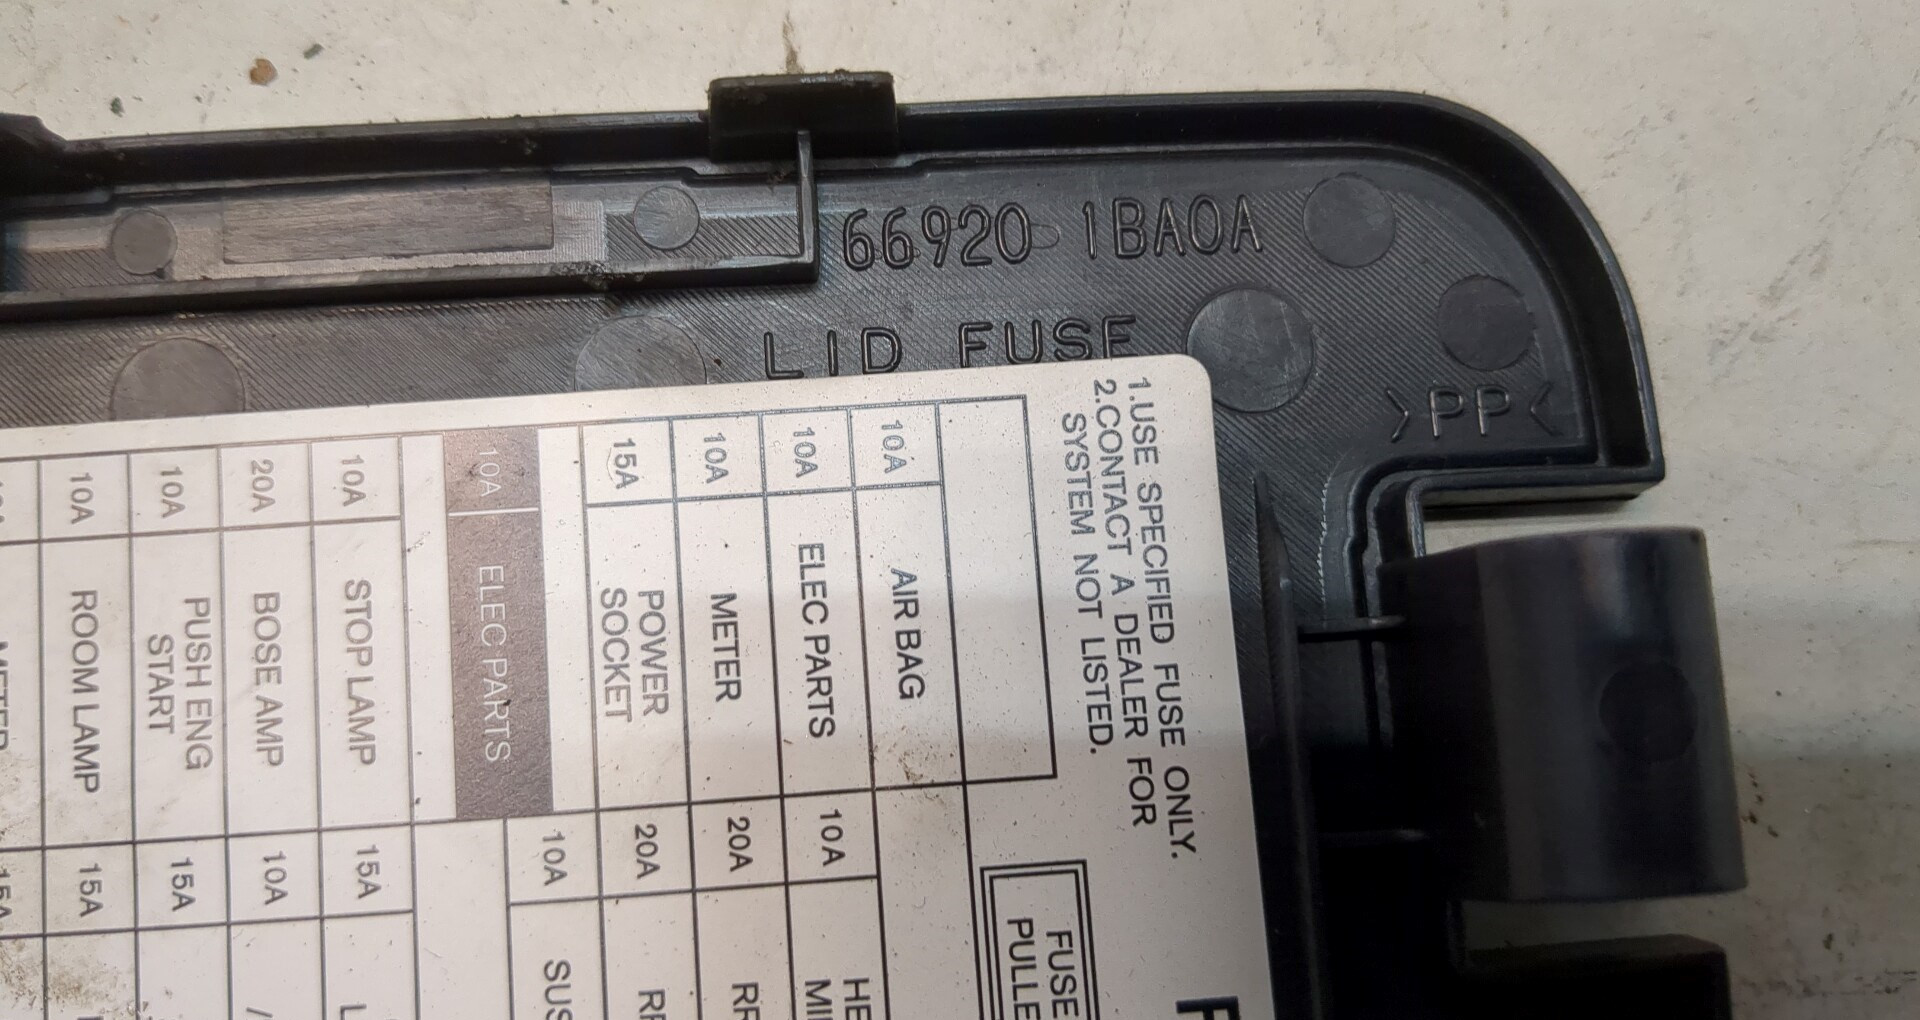 66920 1BA0A
LID FUSE
>PP<
1.USE SPECIFIED FUSE ONLY.
2.CONTACT A DEALER FOR
SYSTEM NOT LISTED.
10A AIR BAG
10A ELEC PARTS 10A
10A METER 20A
15A POWER SOCKET 20A
10A ELEC PARTS 10A
10A STOP LAMP 15A
20A BOSE AMP 10A
10A PUSH ENG START 15A
10A ROOM LAMP 15A
METER 15A
FUSE